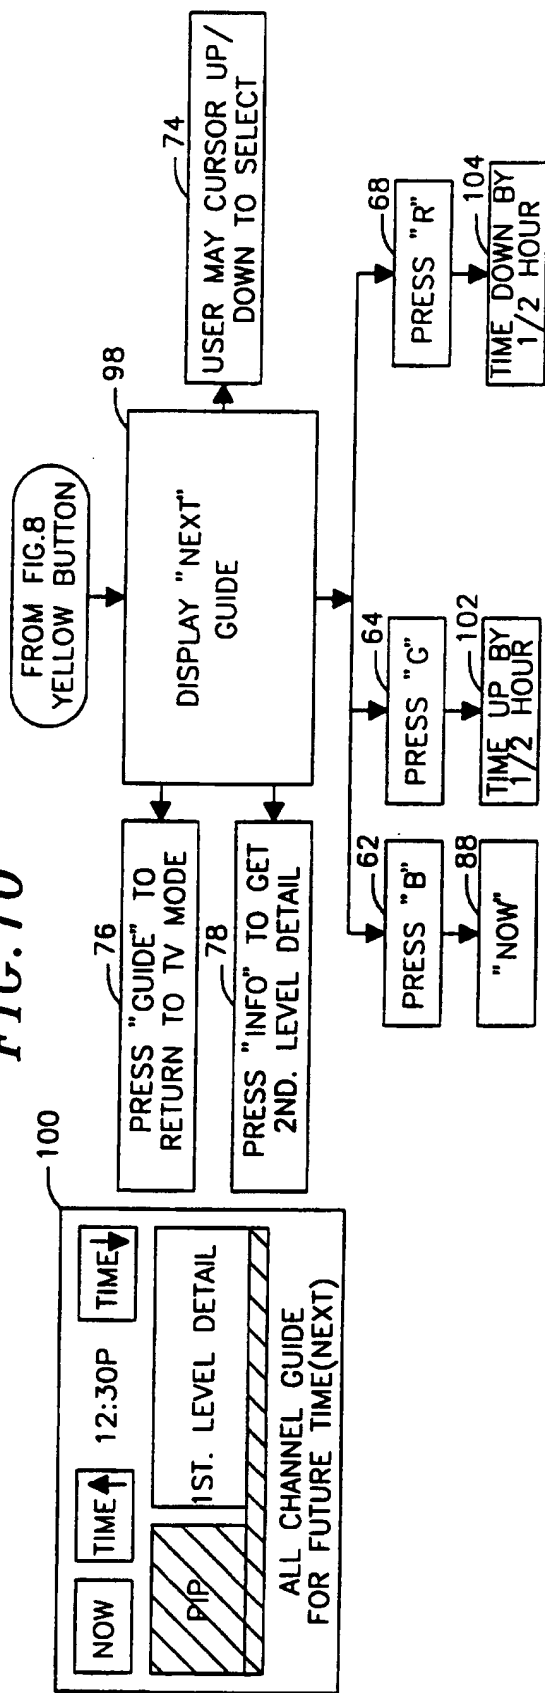 FIG.10
100
NOW
TIME
12:30P
TIME
PIP
1ST. LEVEL DETAIL
ALL CHANNEL GUIDE
FOR FUTURE TIME(NEXT)
FROM FIG.8
YELLOW BUTTON
98
DISPLAY "NEXT"
GUIDE
76
PRESS "GUIDE" TO
RETURN TO TV MODE
78
PRESS "INFO" TO GET
2ND. LEVEL DETAIL
74
USER MAY CURSOR UP/
DOWN TO SELECT
62
PRESS "B"
88
"NOW"
64
PRESS "G"
102
TIME UP BY
1/2 HOUR
68
PRESS "R"
104
TIME DOWN BY
1/2 HOUR